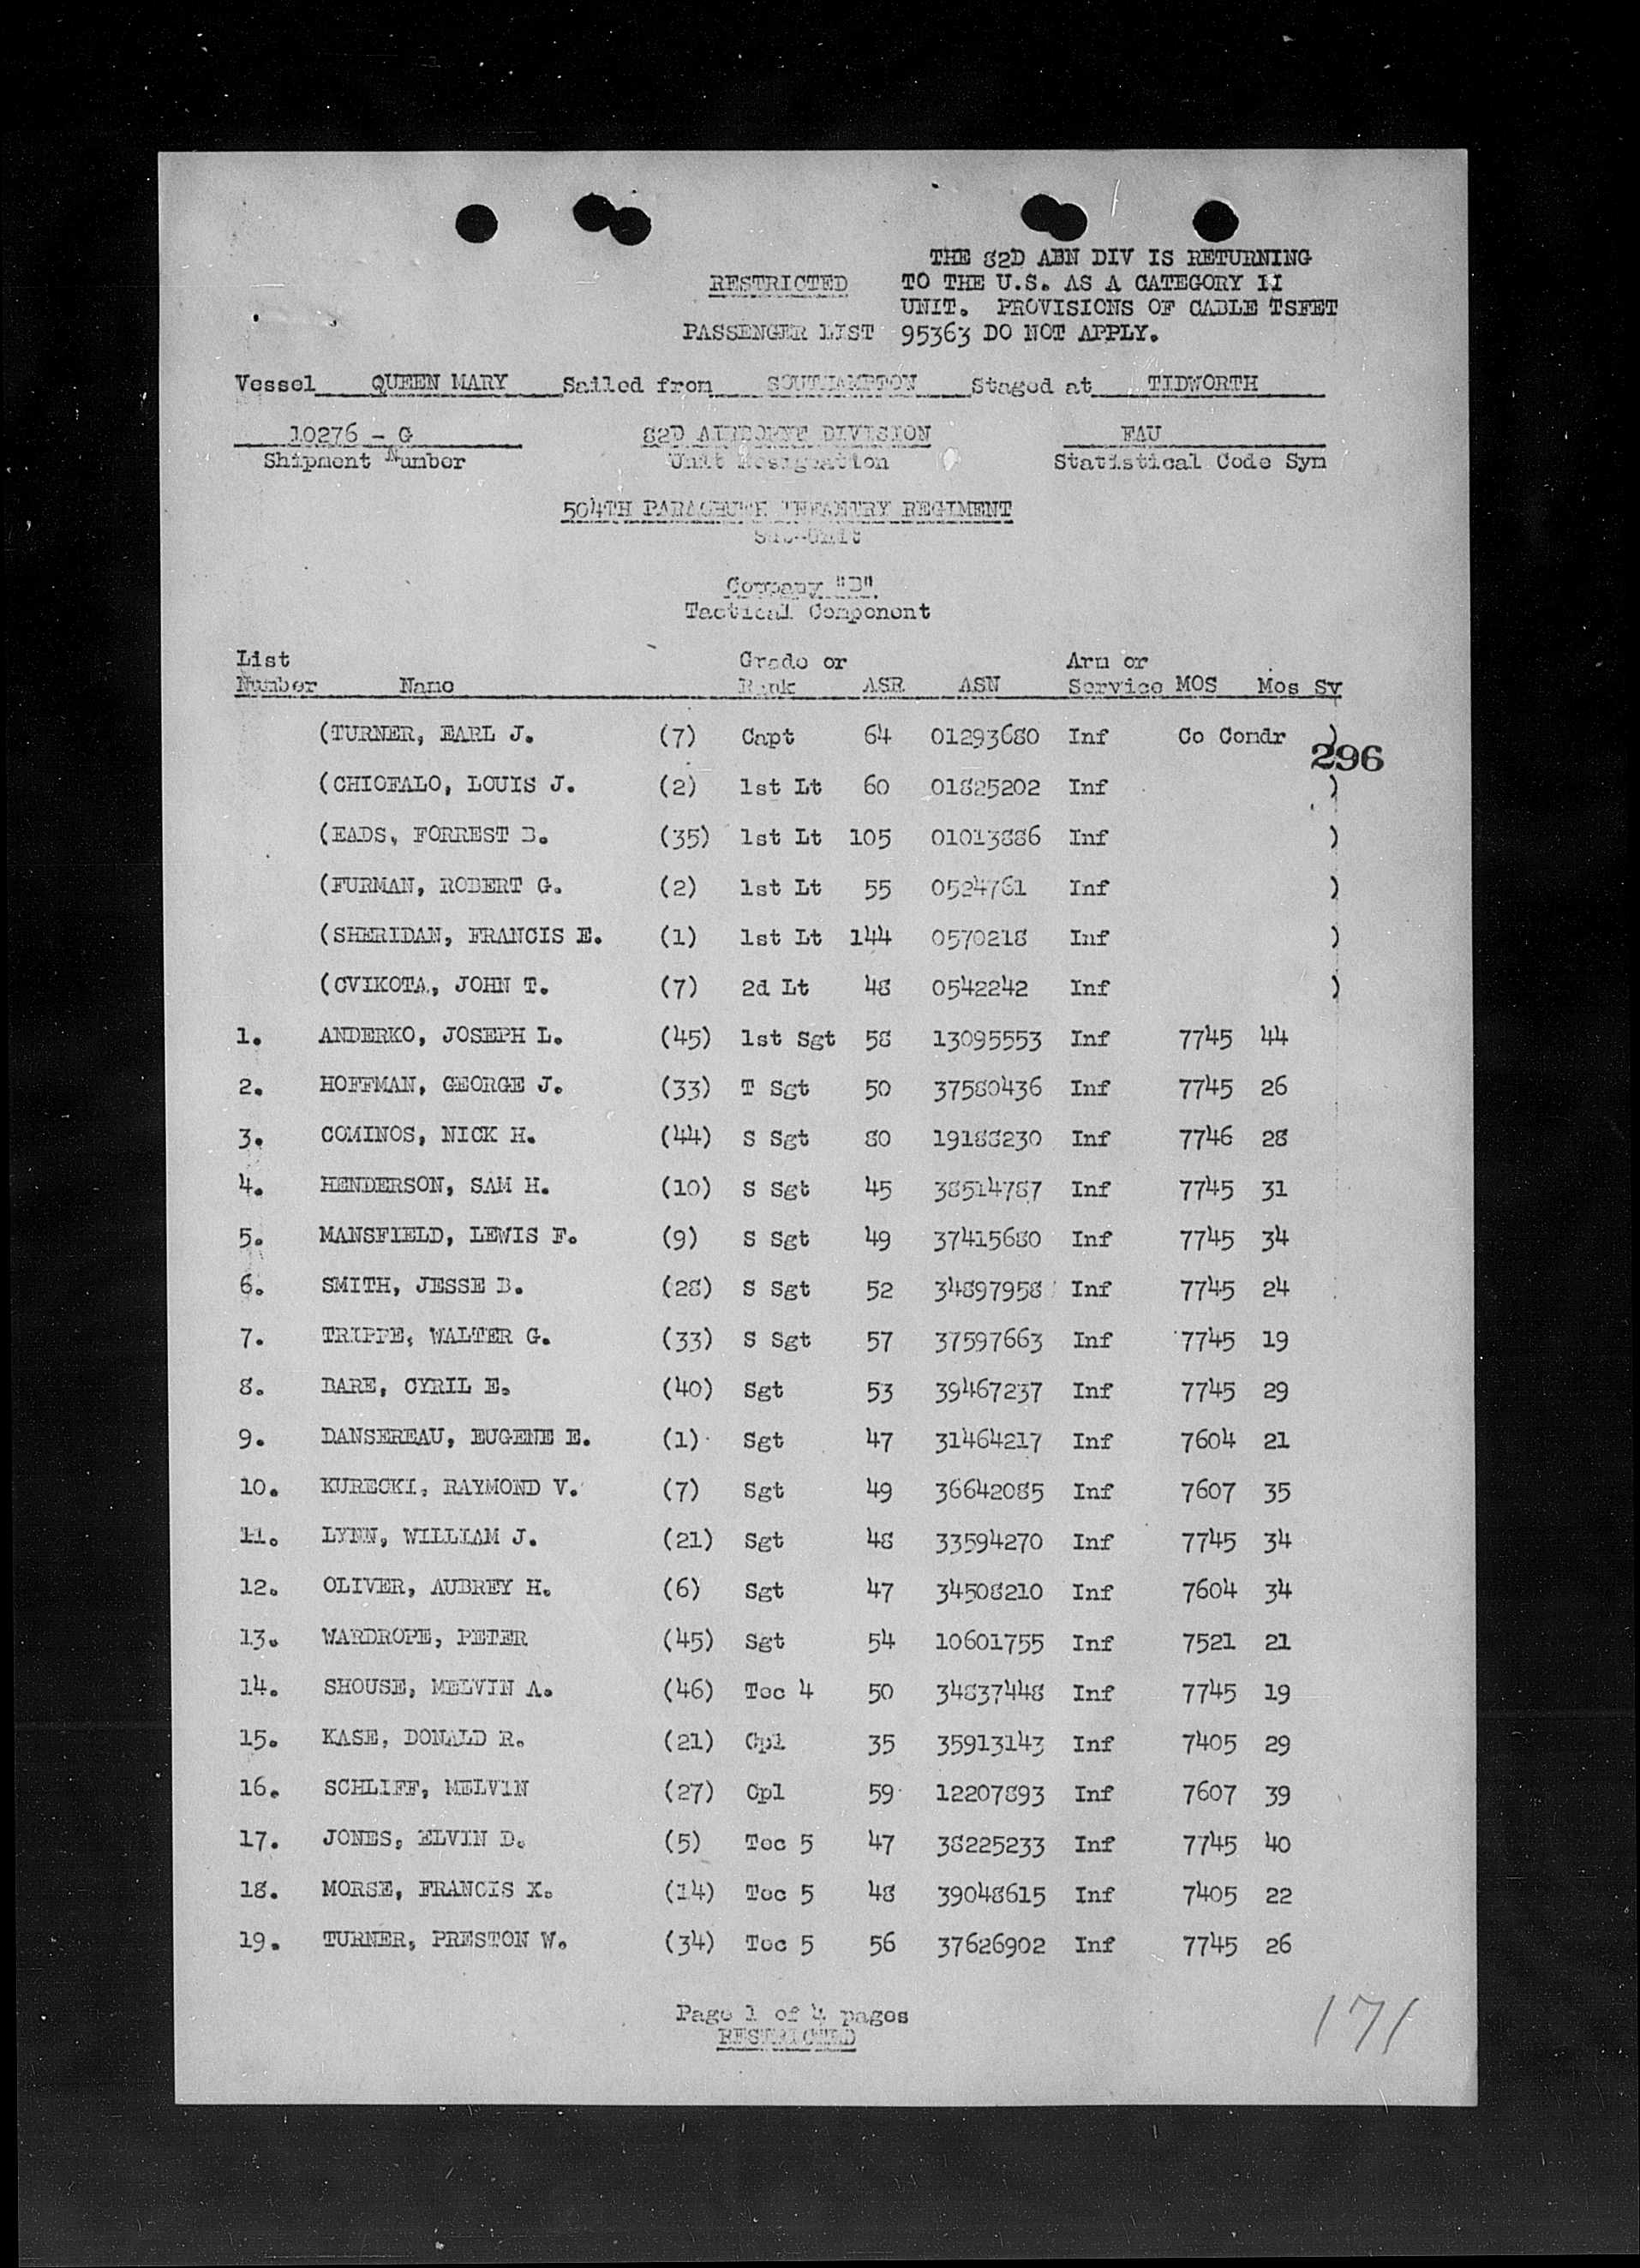 THE 82D ABN DIV IS RETURNING
RESTRICTED TO THE U.S. AS A CATEGORY II
UNIT. PROVISIONS OF CABLE TSFET
PASSENGER LIST 95363 DO NOT APPLY.
Vessel QUEEN MARY Sailed from SOUTHAMPTON Staged at TIDWORTH
10276 - G 82D AIRBORNE DIVISION FAU
Shipment Number Unit Designation Statistical Code Sym
504TH PARACHUTE INFANTRY REGIMENT
Sub-Unit
Company "B"
Tactical Component
List Grade or Arm or
Number Name Rank ASR ASN Service MOS Mos Sv
(TURNER, EARL J. (7) Capt 64 01293680 Inf Co Comdr )
296
(CHIOFALO, LOUIS J. (2) 1st Lt 60 01825202 Inf )
(EADS, FORREST B. (35) 1st Lt 105 01013886 Inf )
(FURMAN, ROBERT G. (2) 1st Lt 55 0524761 Inf )
(SHERIDAN, FRANCIS E. (1) 1st Lt 144 0570218 Inf )
(CVIKOTA, JOHN T. (7) 2d Lt 48 0542242 Inf )
1. ANDERKO, JOSEPH L. (45) 1st Sgt 58 13095553 Inf 7745 44
2. HOFFMAN, GEORGE J. (33) T Sgt 50 37580436 Inf 7745 26
3. COMINOS, NICK H. (44) S Sgt 80 19188230 Inf 7746 28
4. HENDERSON, SAM H. (10) S Sgt 45 38514787 Inf 7745 31
5. MANSFIELD, LEWIS F. (9) S Sgt 49 37415680 Inf 7745 34
6. SMITH, JESSE B. (28) S Sgt 52 34897958 Inf 7745 24
7. TRIPPE, WALTER G. (33) S Sgt 57 37597663 Inf 7745 19
8. BARE, CYRIL E. (40) Sgt 53 39467237 Inf 7745 29
9. DANSEREAU, EUGENE E. (1) Sgt 47 31464217 Inf 7604 21
10. KURECKI, RAYMOND V. (7) Sgt 49 36642085 Inf 7607 35
11. LYNN, WILLIAM J. (21) Sgt 48 33594270 Inf 7745 34
12. OLIVER, AUBREY H. (6) Sgt 47 34508210 Inf 7604 34
13. WARDROPE, PETER (45) Sgt 54 10601755 Inf 7521 21
14. SHOUSE, MELVIN A. (46) Tec 4 50 34837448 Inf 7745 19
15. KASE, DONALD R. (21) Cpl 35 35913143 Inf 7405 29
16. SCHLIFF, MELVIN (27) Cpl 59 12207893 Inf 7607 39
17. JONES, ELVIN D. (5) Tec 5 47 38225233 Inf 7745 40
18. MORSE, FRANCIS X. (14) Tec 5 48 39048615 Inf 7405 22
19. TURNER, PRESTON W. (34) Tec 5 56 37626902 Inf 7745 26
Page 1 of 4 pages
RESTRICTED
171